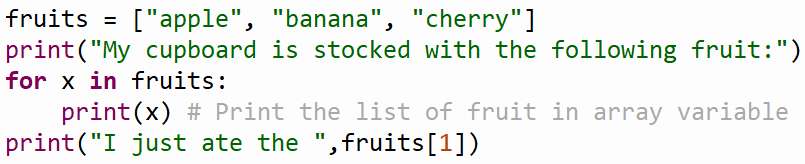 fruits = ["apple", "banana", "cherry"]
print("My cupboard is stocked with the following fruit:")
for x in fruits:
    print(x) # Print the list of fruit in array variable
print("I just ate the ",fruits[1])